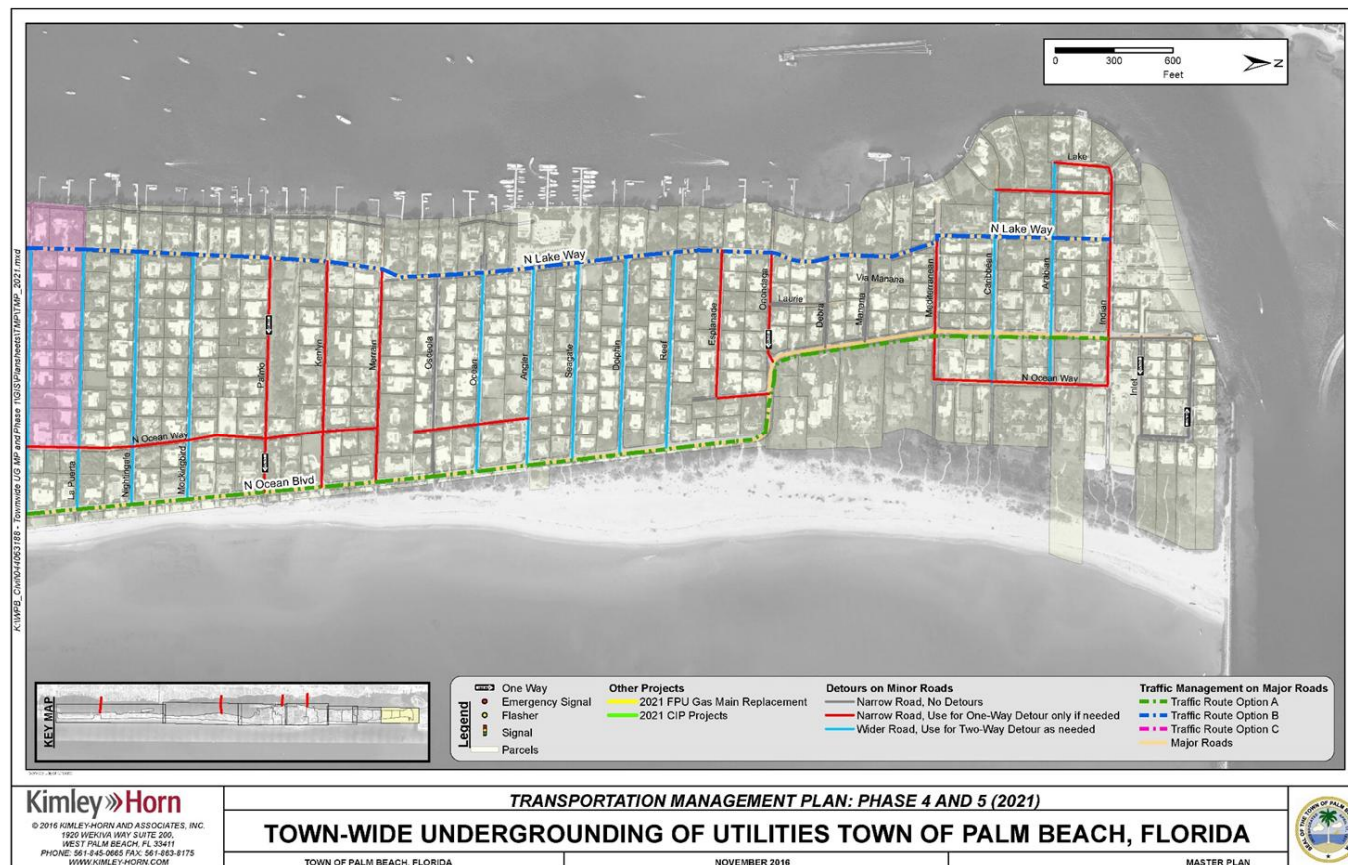 0 300 600
Feet
N
Lake
N Lake Way
N Lake Way
Via Manana
La Puerta
Nightingale
Mockingbird
Palmo
Kenlyn
Merrain
Osceola
Ocean
Angler
Seagate
Dolphin
Reef
Esplanade
Onondaga
Laurie
Debra
Manana
Mediterranean
Caribbean
Arabian
Indian
Inlet
N Ocean Way
N Ocean Way
N Ocean Blvd
KEY MAP
Legend
One Way
Emergency Signal
Flasher
Signal
Parcels
Other Projects
2021 FPU Gas Main Replacement
2021 CIP Projects
Detours on Minor Roads
Narrow Road, No Detours
Narrow Road, Use for One-Way Detour only if needed
Wider Road, Use for Two-Way Detour as needed
Traffic Management on Major Roads
Traffic Route Option A
Traffic Route Option B
Traffic Route Option C
Major Roads
Kimley»Horn
© 2016 KIMLEY-HORN AND ASSOCIATES, INC.
1920 WEKIVA WAY SUITE 200,
WEST PALM BEACH, FL 33411
PHONE: 561-845-0665 FAX: 561-863-8175
WWW.KIMLEY-HORN.COM
TRANSPORTATION MANAGEMENT PLAN: PHASE 4 AND 5 (2021)
TOWN-WIDE UNDERGROUNDING OF UTILITIES TOWN OF PALM BEACH, FLORIDA
TOWN OF PALM BEACH, FLORIDA
NOVEMBER 2016
MASTER PLAN